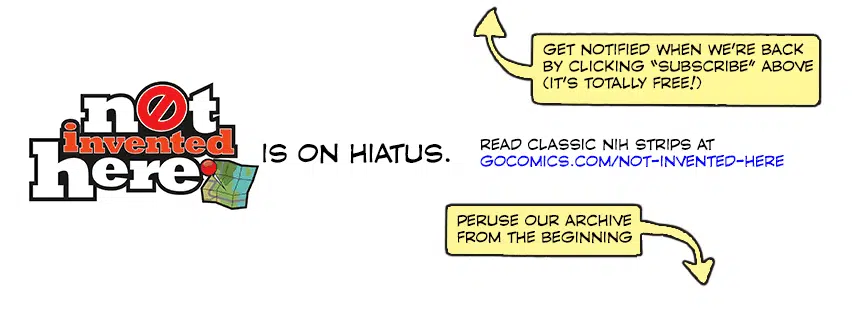 GET NOTIFIED WHEN WE'RE BACK
BY CLICKING "SUBSCRIBE" ABOVE
(IT'S TOTALLY FREE!)
not
invented
here
IS ON HIATUS.
READ CLASSIC NIH STRIPS AT
GOCOMICS.COM/NOT-INVENTED-HERE
PERUSE OUR ARCHIVE
FROM THE BEGINNING